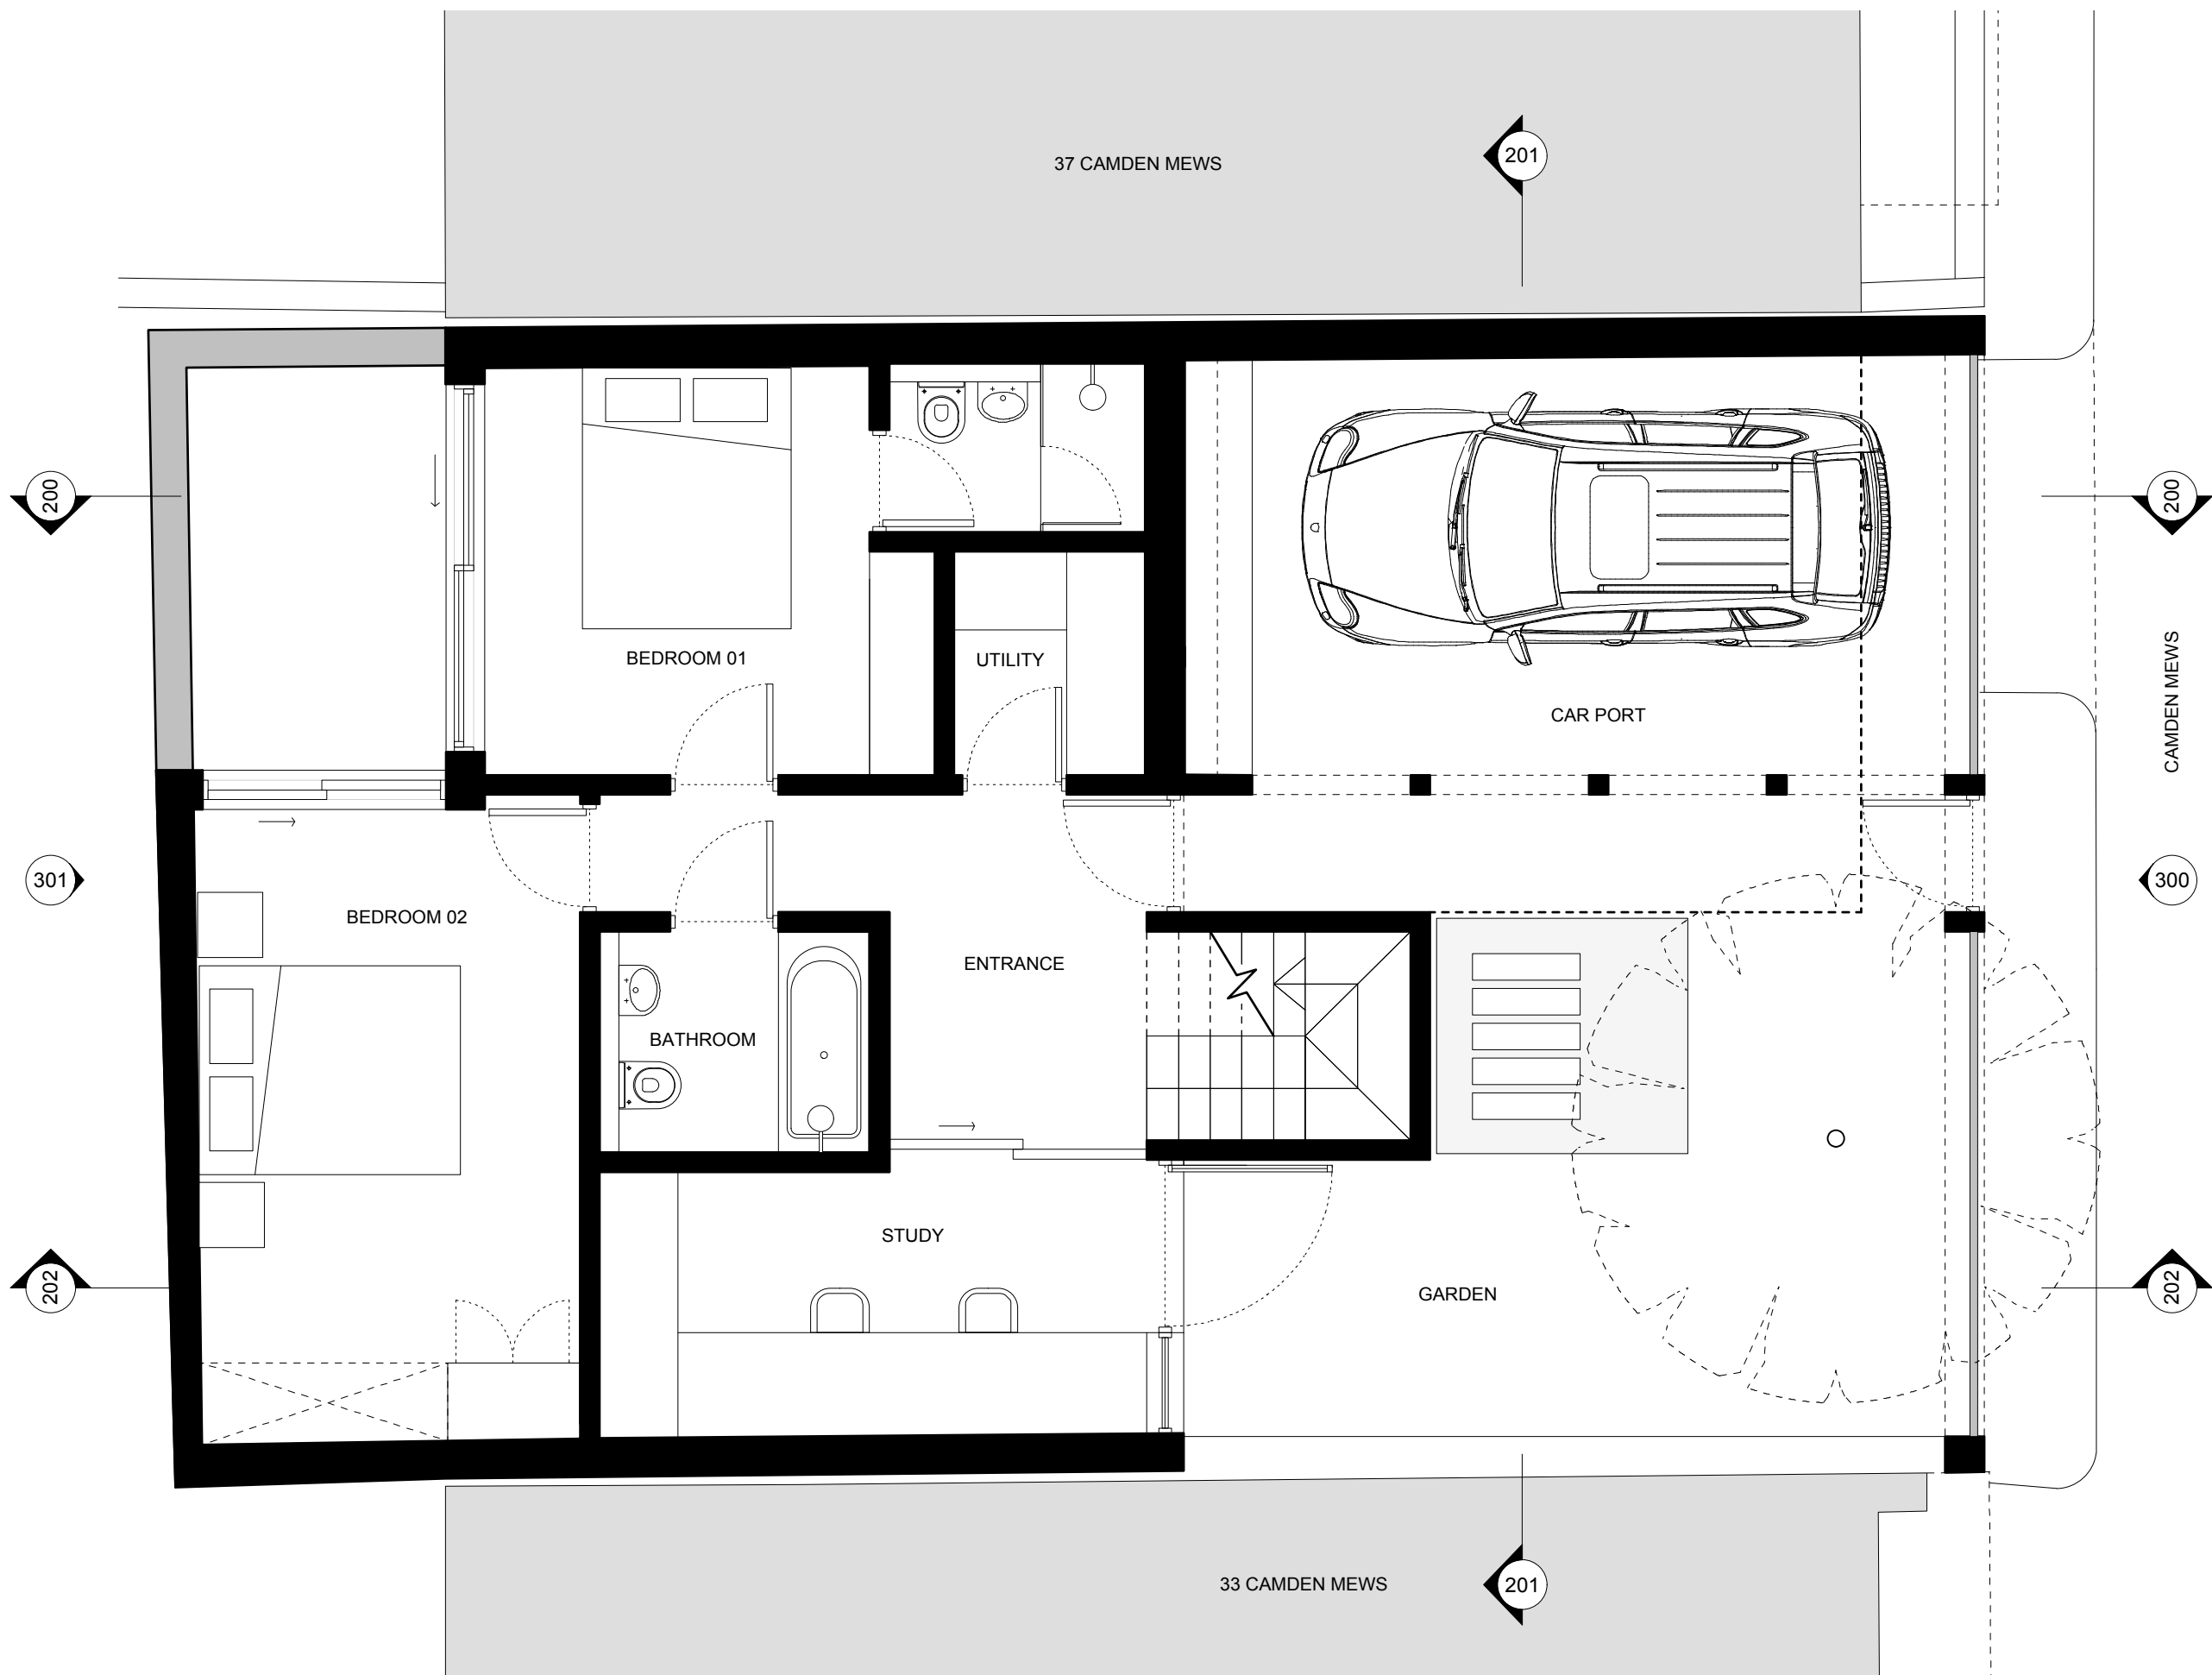 37 CAMDEN MEWS
201
200
200
BEDROOM 01
UTILITY
CAR PORT
CAMDEN MEWS
301
300
BEDROOM 02
ENTRANCE
BATHROOM
STUDY
202
GARDEN
202
33 CAMDEN MEWS
201